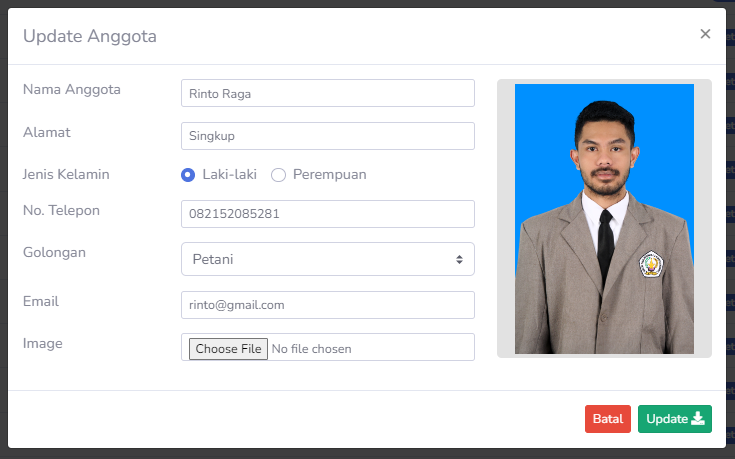 Update Anggota
×
Nama Anggota
Rinto Raga
Alamat
Singkup
Jenis Kelamin
Laki-laki
Perempuan
No. Telepon
082152085281
Golongan
Petani
Email
rinto@gmail.com
Image
Choose File No file chosen
Batal
Update